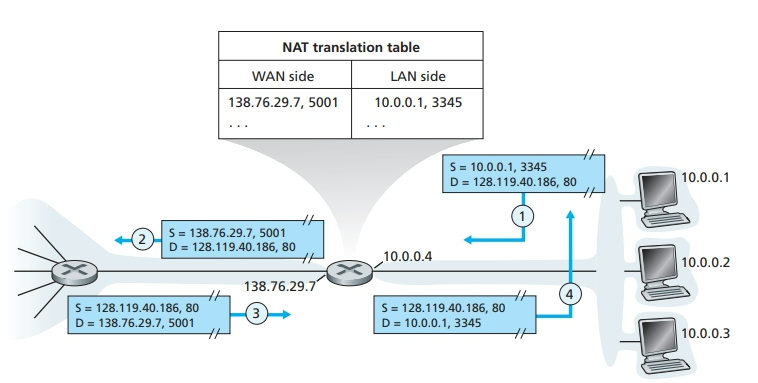 NAT translation table
WAN side LAN side
138.76.29.7, 5001 10.0.0.1, 3345
. . . . . .
S = 10.0.0.1, 3345
D = 128.119.40.186, 80
1
10.0.0.1
S = 138.76.29.7, 5001
D = 128.119.40.186, 80
2
10.0.0.4
10.0.0.2
138.76.29.7
S = 128.119.40.186, 80
D = 138.76.29.7, 5001
3
S = 128.119.40.186, 80
D = 10.0.0.1, 3345
4
10.0.0.3